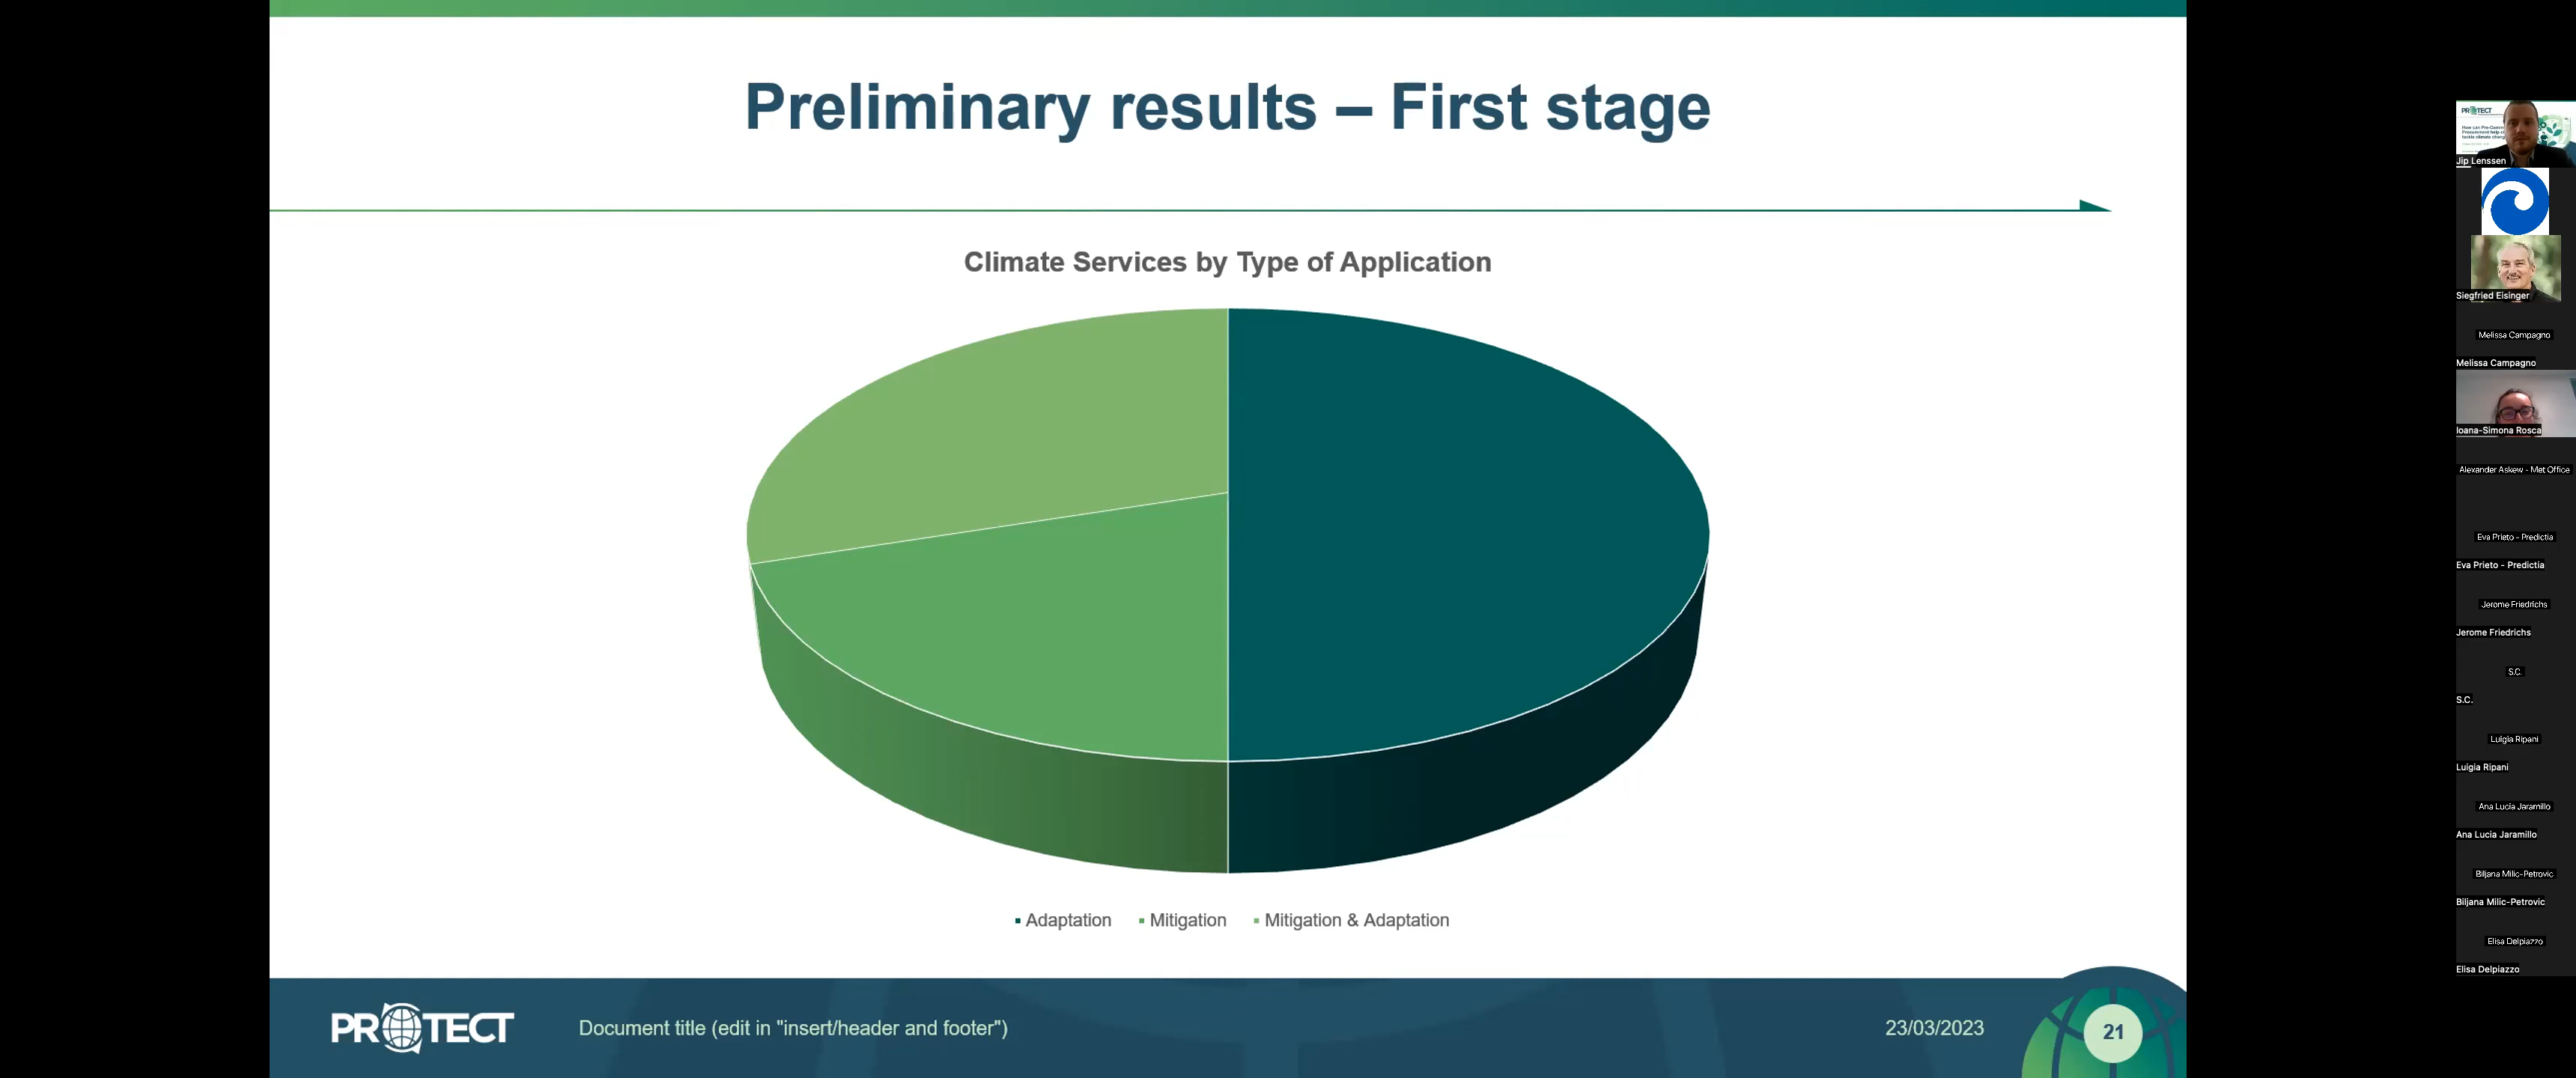 Preliminary results – First stage
Climate Services by Type of Application
Adaptation Mitigation Mitigation & Adaptation
PROTECT
Document title (edit in "insert/header and footer")
23/03/2023
21
PROTECT
Jip Lenssen
Siegfried Eisinger
Melissa Campagno
Melissa Campagno
Ioana-Simona Rosca
Alexander Askew - Met Office
Eva Prieto - Predictia
Eva Prieto - Predictia
Jerome Friedrichs
Jerome Friedrichs
S.C.
S.C.
Luigia Ripani
Luigia Ripani
Ana Lucía Jaramillo
Ana Lucía Jaramillo
Biljana Milic-Petrovic
Biljana Milic-Petrovic
Elisa Delpiazzo
Elisa Delpiazzo